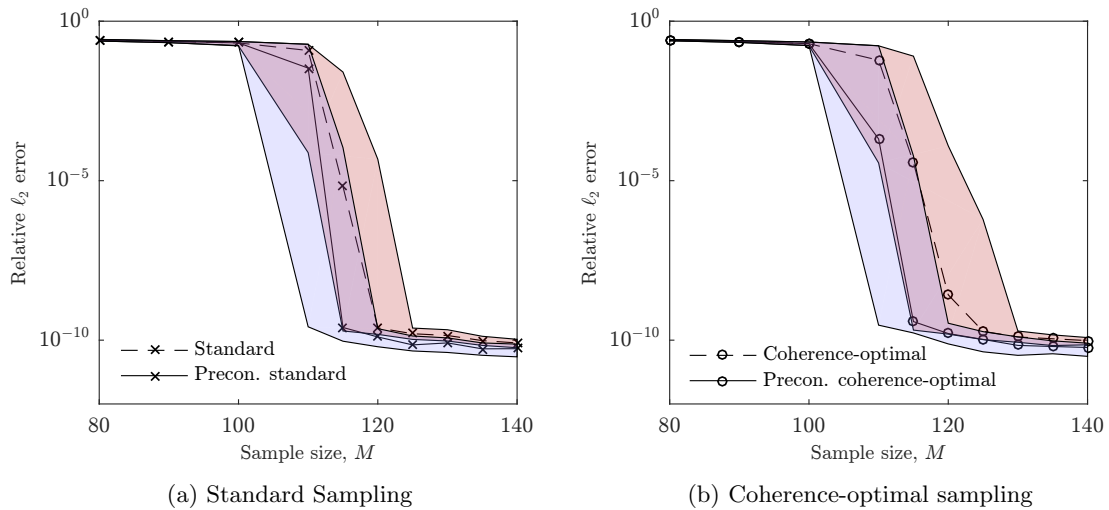 10^0
10^-5
10^-10
Relative ℓ2 error
Standard
Precon. standard
80
100
120
140
Sample size, M
(a) Standard Sampling
10^0
10^-5
10^-10
Relative ℓ2 error
Coherence-optimal
Precon. coherence-optimal
80
100
120
140
Sample size, M
(b) Coherence-optimal sampling